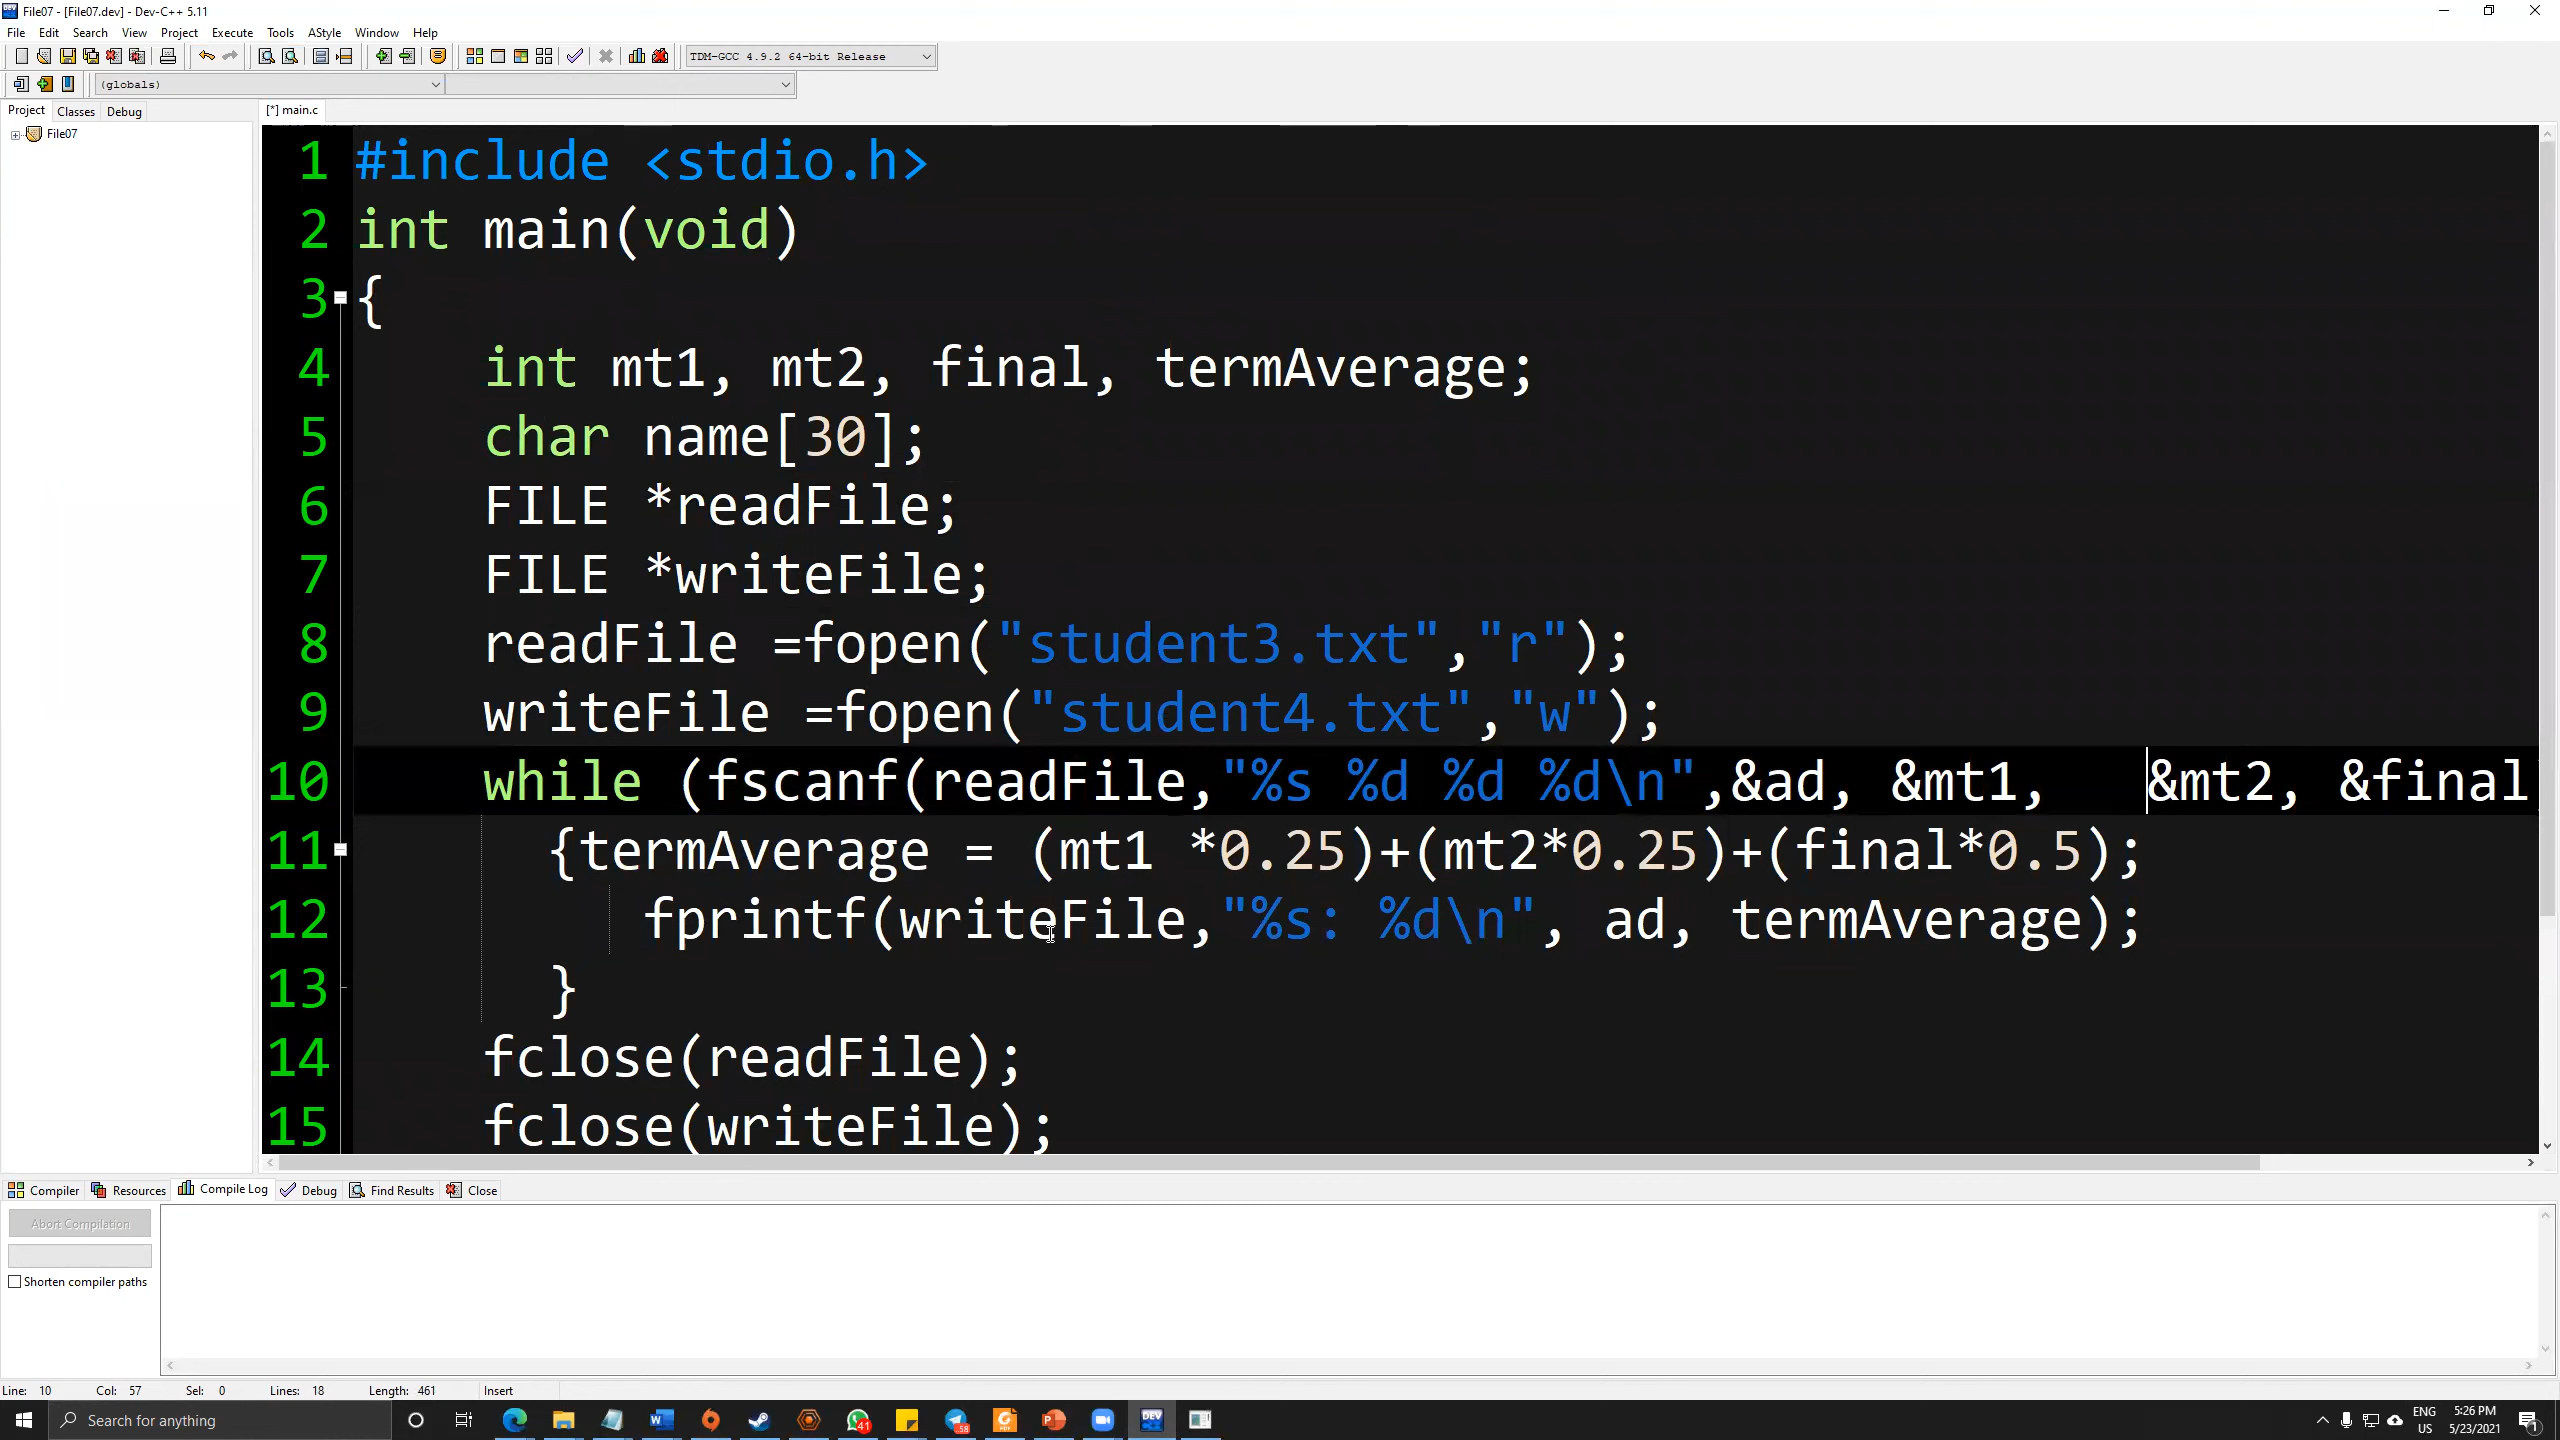 File07 - [File07.dev] - Dev-C++ 5.11
File Edit Search View Project Execute Tools AStyle Window Help
TDM-GCC 4.9.2 64-bit Release
(globals)
Project Classes Debug
[*] main.c
File07
1 #include <stdio.h>
2 int main(void)
3 {
4 int mt1, mt2, final, termAverage;
5 char name[30];
6 FILE *readFile;
7 FILE *writeFile;
8 readFile =fopen("student3.txt","r");
9 writeFile =fopen("student4.txt","w");
10 while (fscanf(readFile,"%s %d %d %d\n",&ad, &mt1, &mt2, &final
11 {termAverage = (mt1 *0.25)+(mt2*0.25)+(final*0.5);
12 fprintf(writeFile,"%s: %d\n", ad, termAverage);
13 }
14 fclose(readFile);
15 fclose(writeFile);
Compiler Resources Compile Log Debug Find Results Close
Abort Compilation
Shorten compiler paths
Line: 10 Col: 57 Sel: 0 Lines: 18 Length: 461 Insert
Search for anything
41
58
DEV
ENG
US
5:26 PM
5/23/2021
1